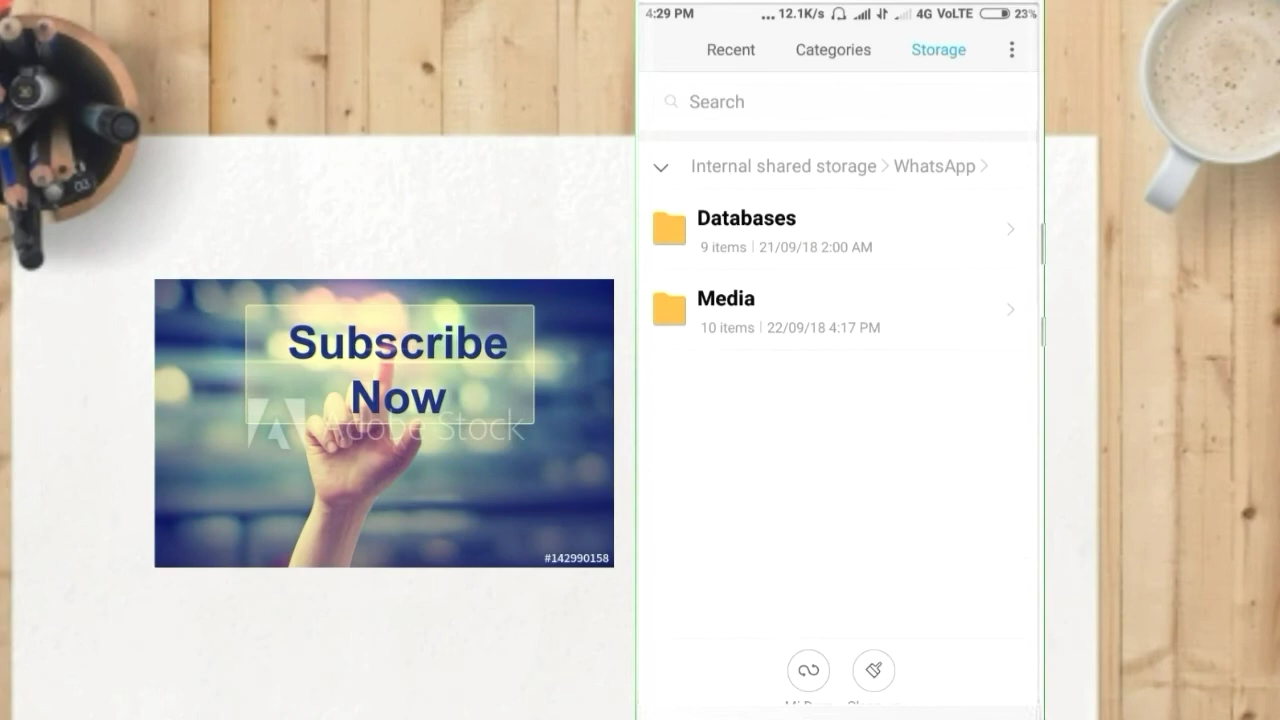 4:29 PM
... 12.1K/s 4G VoLTE 23%
Recent Categories Storage
Search
Internal shared storage > WhatsApp >
Databases
9 items | 21/09/18 2:00 AM
Media
10 items | 22/09/18 4:17 PM
Subscribe
Now
Adobe Stock
#142990158